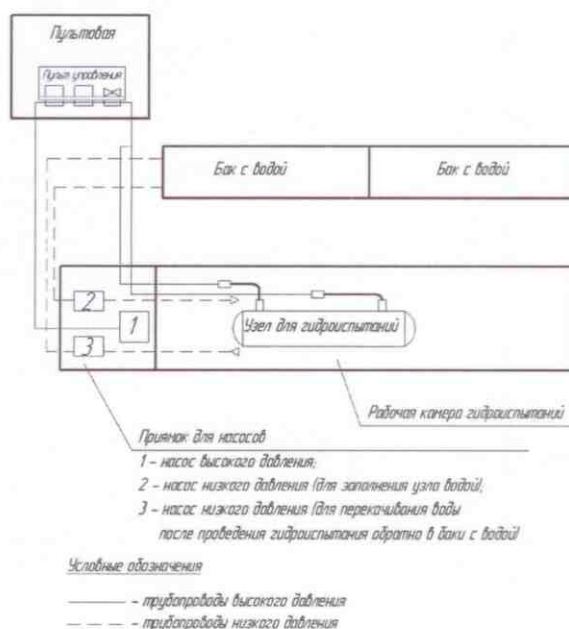 Пультовая
Пульт управления
Бак с водой
Бак с водой
2
1
3
Узел для гидроиспытаний
Рабочая камера гидроиспытаний
Приямок для насосов
1 - насос высокого давления;
2 - насос низкого давления (для заполнения узла водой);
3 - насос низкого давления (для перекачивания воды
после проведения гидроиспытания обратно в баки с водой)
Условные обозначения
- трубопроводы высокого давления
- трубопроводы низкого давления